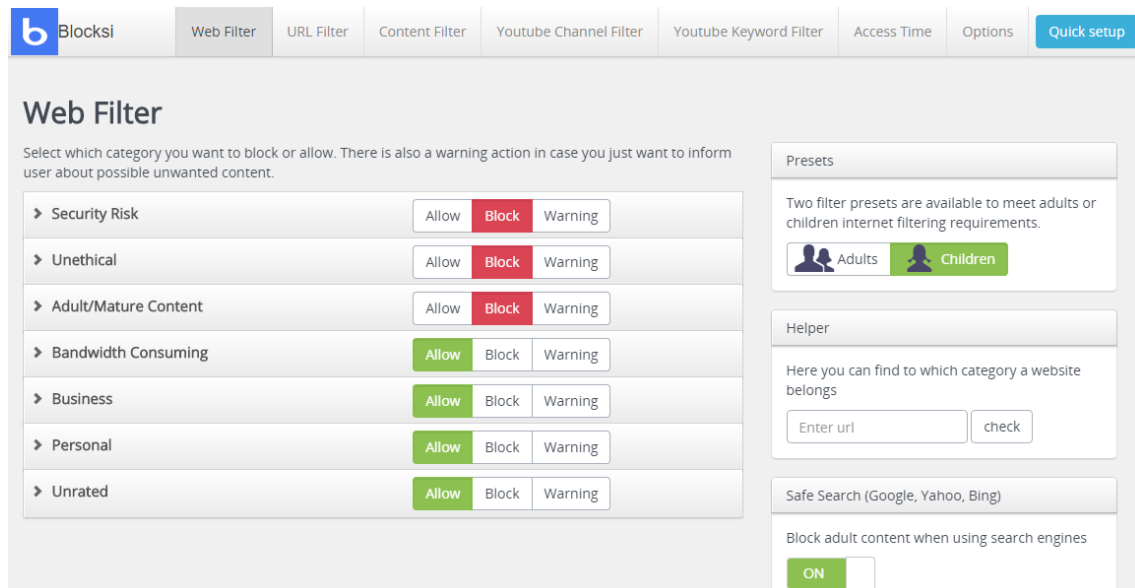 Blocksi
Web Filter
URL Filter
Content Filter
Youtube Channel Filter
Youtube Keyword Filter
Access Time
Options
Quick setup
Web Filter
Select which category you want to block or allow. There is also a warning action in case you just want to inform
user about possible unwanted content.
Security Risk Allow Block Warning
Unethical Allow Block Warning
Adult/Mature Content Allow Block Warning
Bandwidth Consuming Allow Block Warning
Business Allow Block Warning
Personal Allow Block Warning
Unrated Allow Block Warning
Presets
Two filter presets are available to meet adults or
children internet filtering requirements.
Adults Children
Helper
Here you can find to which category a website
belongs
Enter url check
Safe Search (Google, Yahoo, Bing)
Block adult content when using search engines
ON